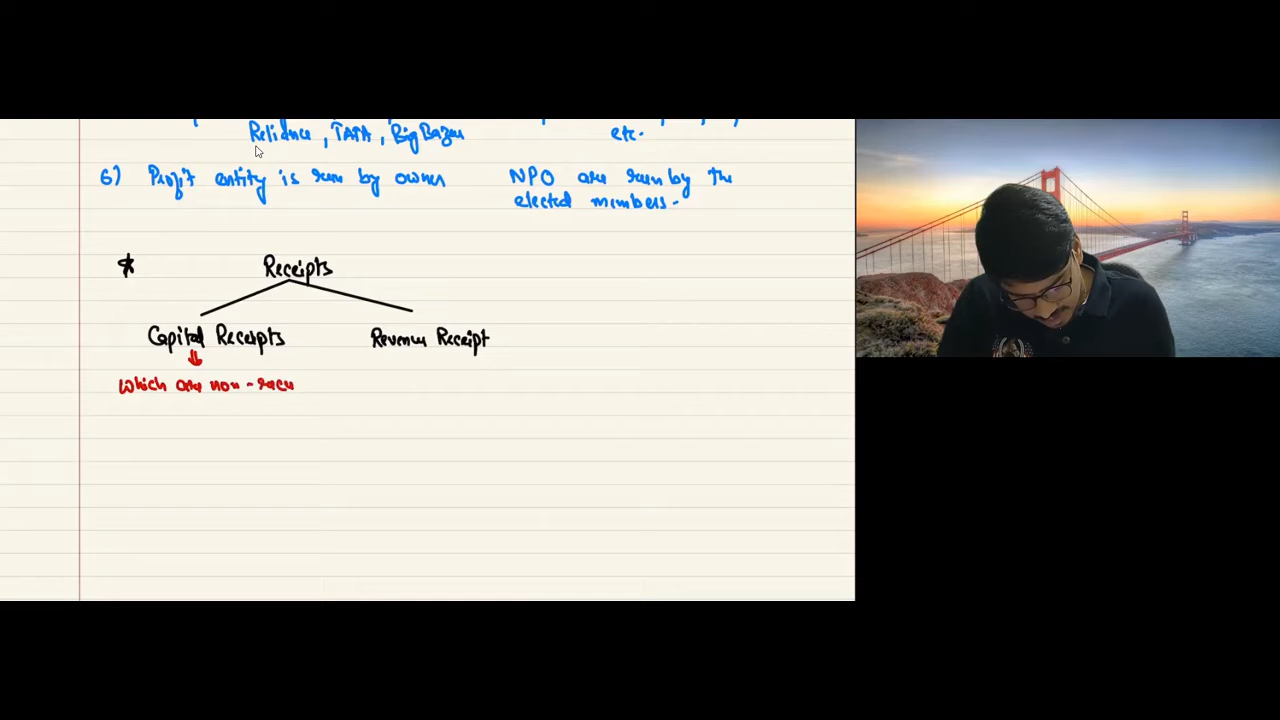 Reliance, TATA, Big Bazar
etc.
6) Profit entity is run by owner
NPO are run by the
elected members.
* Receipts
Capital Receipts
Revenue Receipt
Which are non-recu